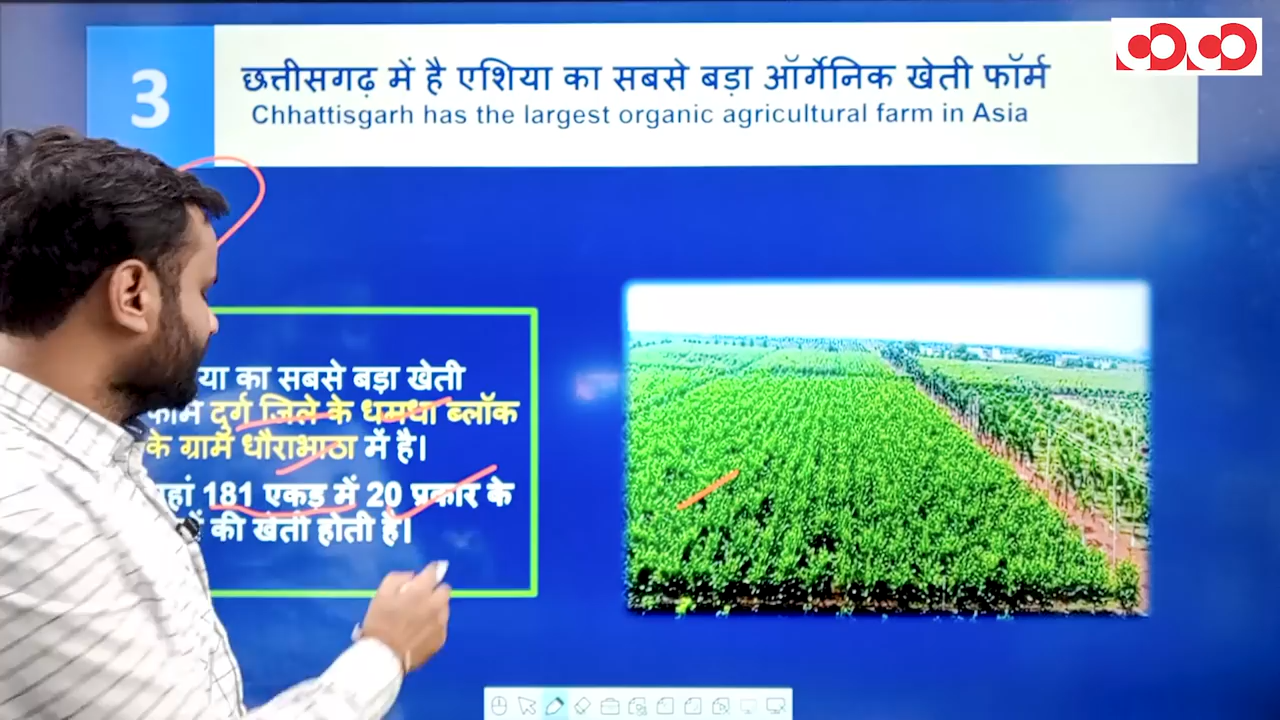 3
छत्तीसगढ़ में है एशिया का सबसे बड़ा ऑर्गेनिक खेती फॉर्म
Chhattisgarh has the largest organic agricultural farm in Asia
का सबसे बड़ा खेती
दुर्ग जिले के धमधा ब्लॉक
के ग्राम धौराभाठा में है।
181 एकड़ में 20 प्रकार के
की खेती होती है।